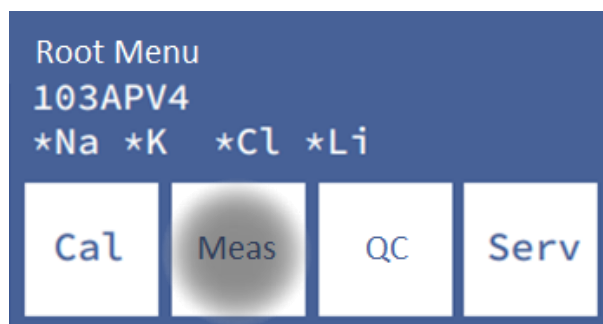 Root Menu
103APV4
*Na *K *Cl *Li
Cal Meas QC Serv